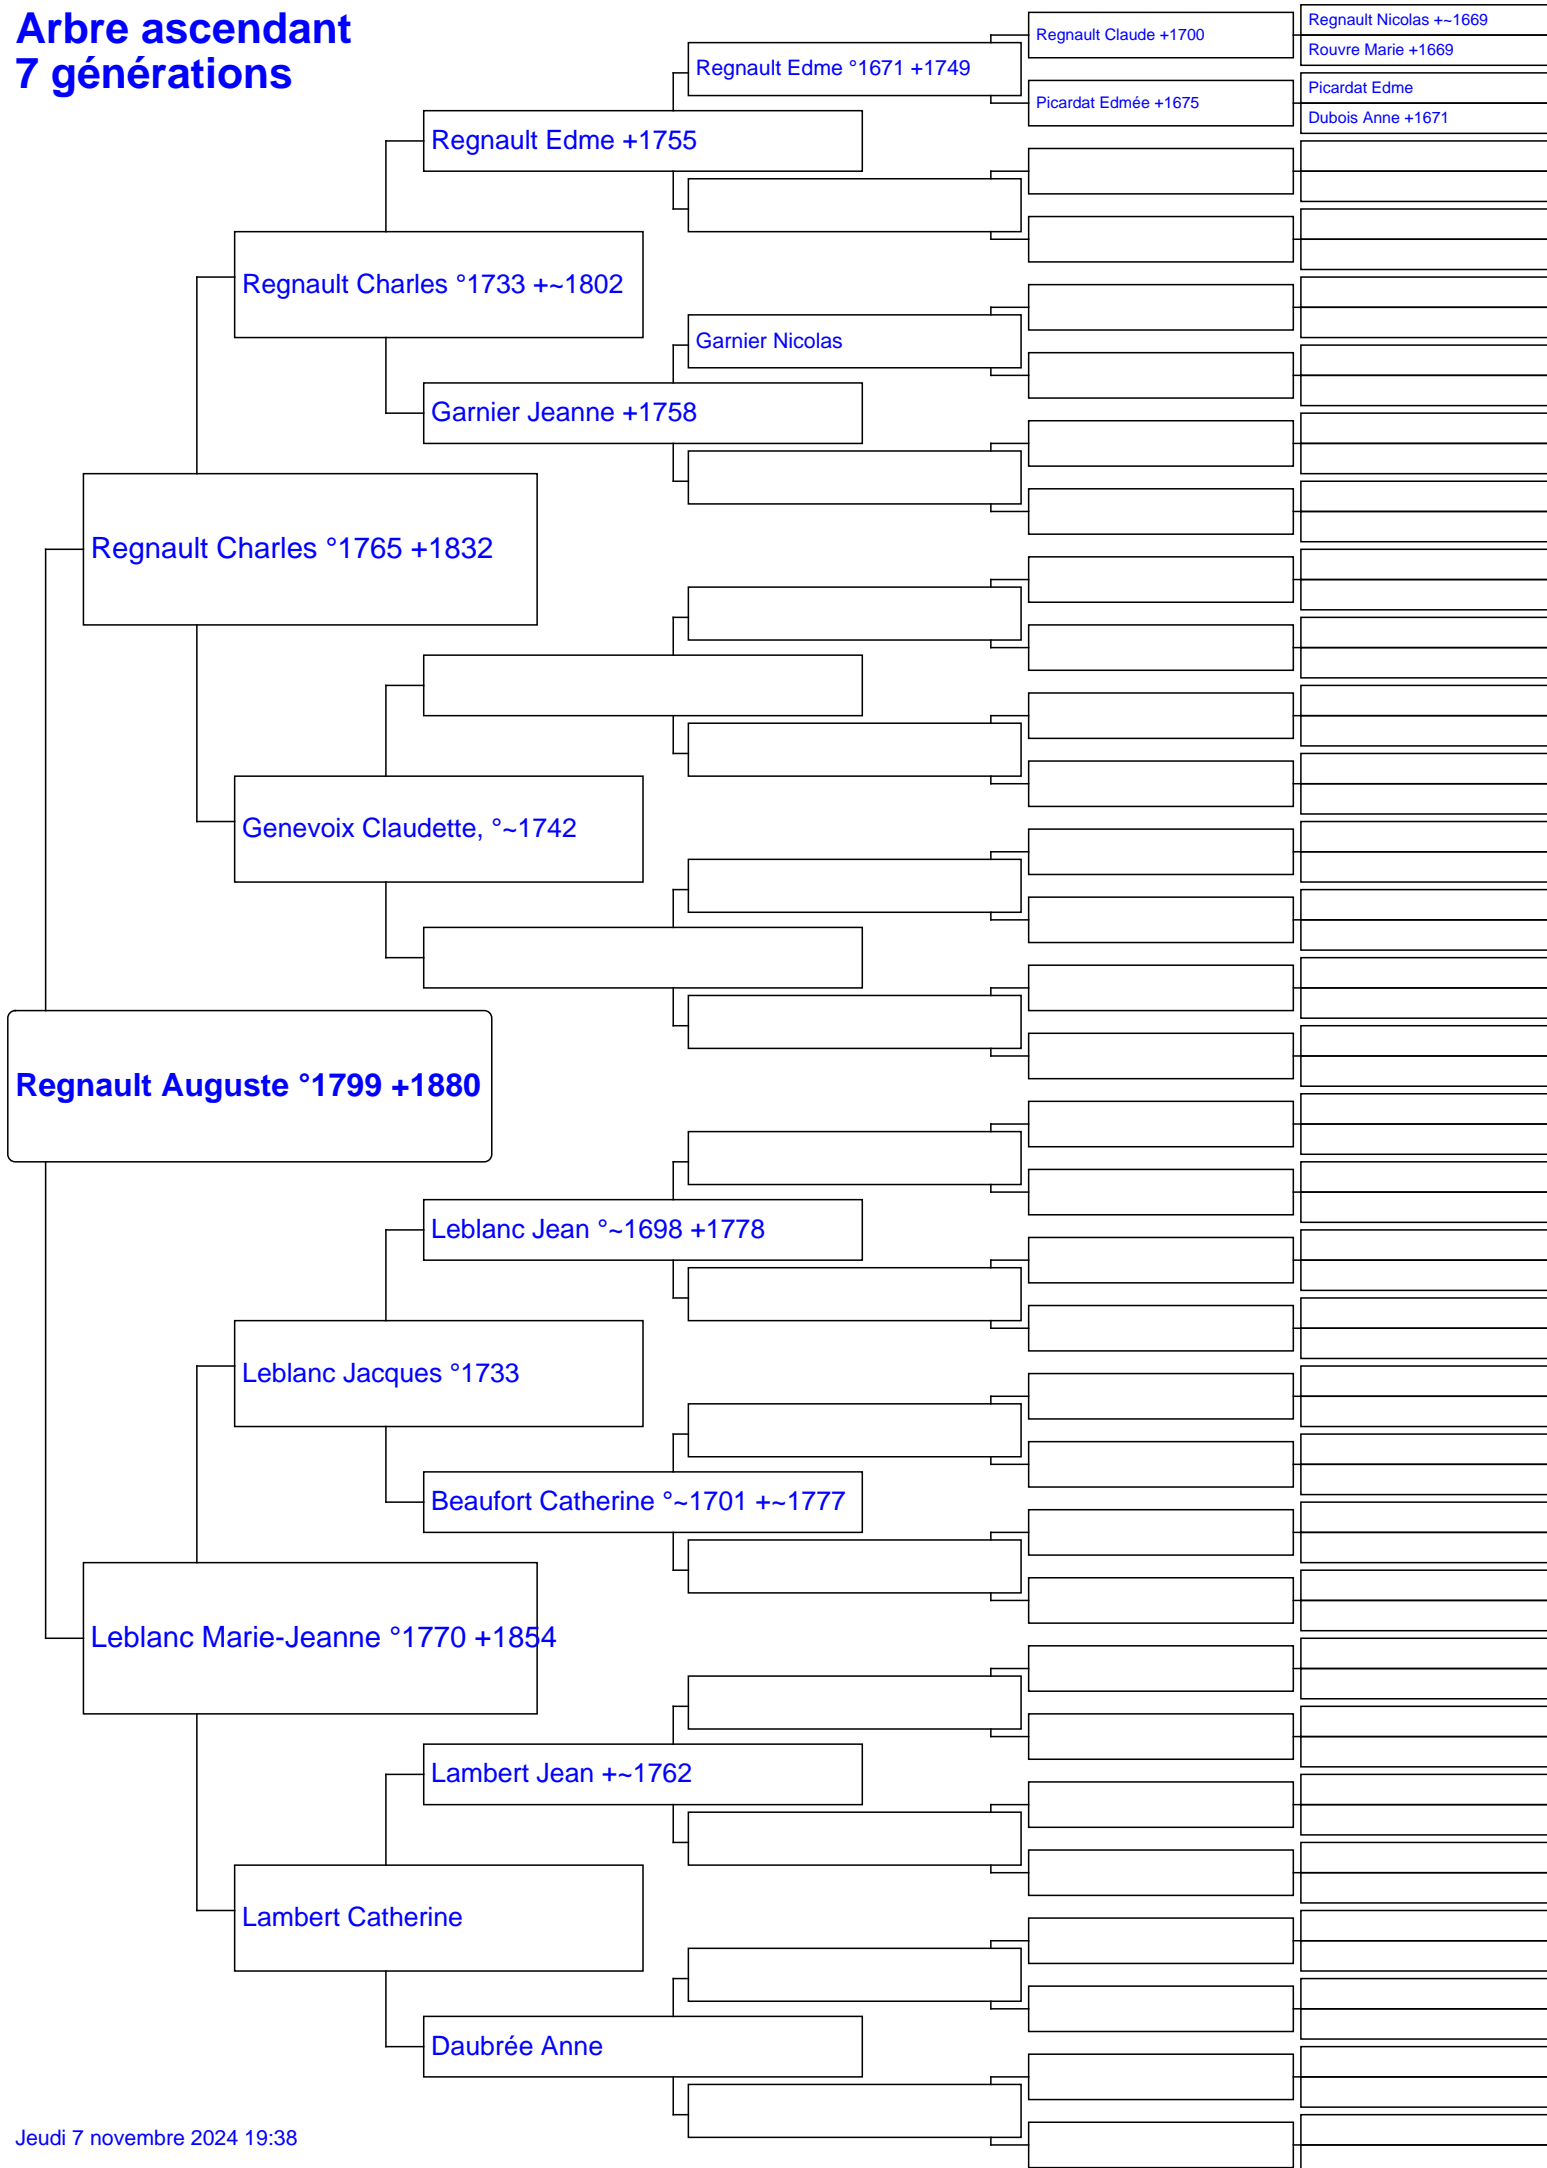 Arbre ascendant
7 générations
Regnault Nicolas +~1669
Regnault Claude +1700
Rouvre Marie +1669
Regnault Edme °1671 +1749
Picardat Edme
Picardat Edmée +1675
Dubois Anne +1671
Regnault Edme +1755
Regnault Charles °1733 +~1802
Garnier Nicolas
Garnier Jeanne +1758
Regnault Charles °1765 +1832
Genevoix Claudette, °~1742
Regnault Auguste °1799 +1880
Leblanc Jean °~1698 +1778
Leblanc Jacques °1733
Beaufort Catherine °~1701 +~1777
Leblanc Marie-Jeanne °1770 +1854
Lambert Jean +~1762
Lambert Catherine
Daubrée Anne
Jeudi 7 novembre 2024 19:38